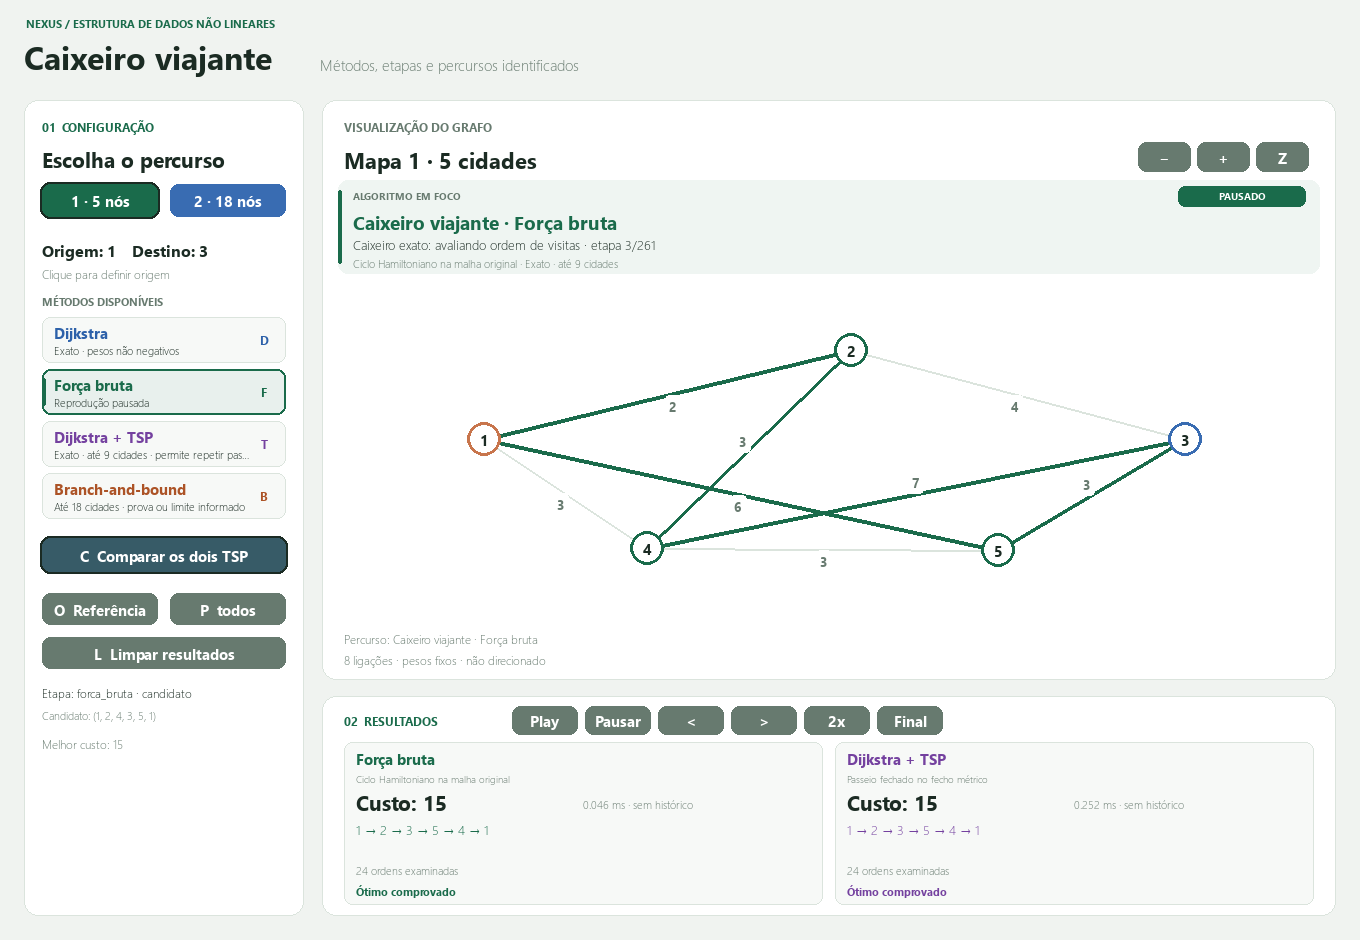 NEXUS / ESTRUTURA DE DADOS NÃO LINEARES
Caixeiro viajante
Métodos, etapas e percursos identificados
01 CONFIGURAÇÃO
Escolha o percurso
1 · 5 nós
2 · 18 nós
Origem: 1 Destino: 3
Clique para definir origem
MÉTODOS DISPONÍVEIS
Dijkstra
Exato · pesos não negativos
D
Força bruta
Reprodução pausada
F
Dijkstra + TSP
Exato · até 9 cidades · permite repetir pas...
T
Branch-and-bound
Até 18 cidades · prova ou limite informado
B
C Comparar os dois TSP
O Referência
P todos
L Limpar resultados
Etapa: forca_bruta · candidato
Candidato: (1, 2, 4, 3, 5, 1)
Melhor custo: 15
VISUALIZAÇÃO DO GRAFO
Mapa 1 · 5 cidades
–
+
Z
ALGORITMO EM FOCO
PAUSADO
Caixeiro viajante · Força bruta
Caixeiro exato: avaliando ordem de visitas · etapa 3/261
Ciclo Hamiltoniano na malha original · Exato · até 9 cidades
2
2
4
1
3
3
7
3
3
6
4
5
3
Percurso: Caixeiro viajante · Força bruta
8 ligações · pesos fixos · não direcionado
02 RESULTADOS
Play
Pausar
<
>
2x
Final
Força bruta
Ciclo Hamiltoniano na malha original
Custo: 15
0.046 ms · sem histórico
1 → 2 → 3 → 5 → 4 → 1
24 ordens examinadas
Ótimo comprovado
Dijkstra + TSP
Passeio fechado no fecho métrico
Custo: 15
0.252 ms · sem histórico
1 → 2 → 3 → 5 → 4 → 1
24 ordens examinadas
Ótimo comprovado